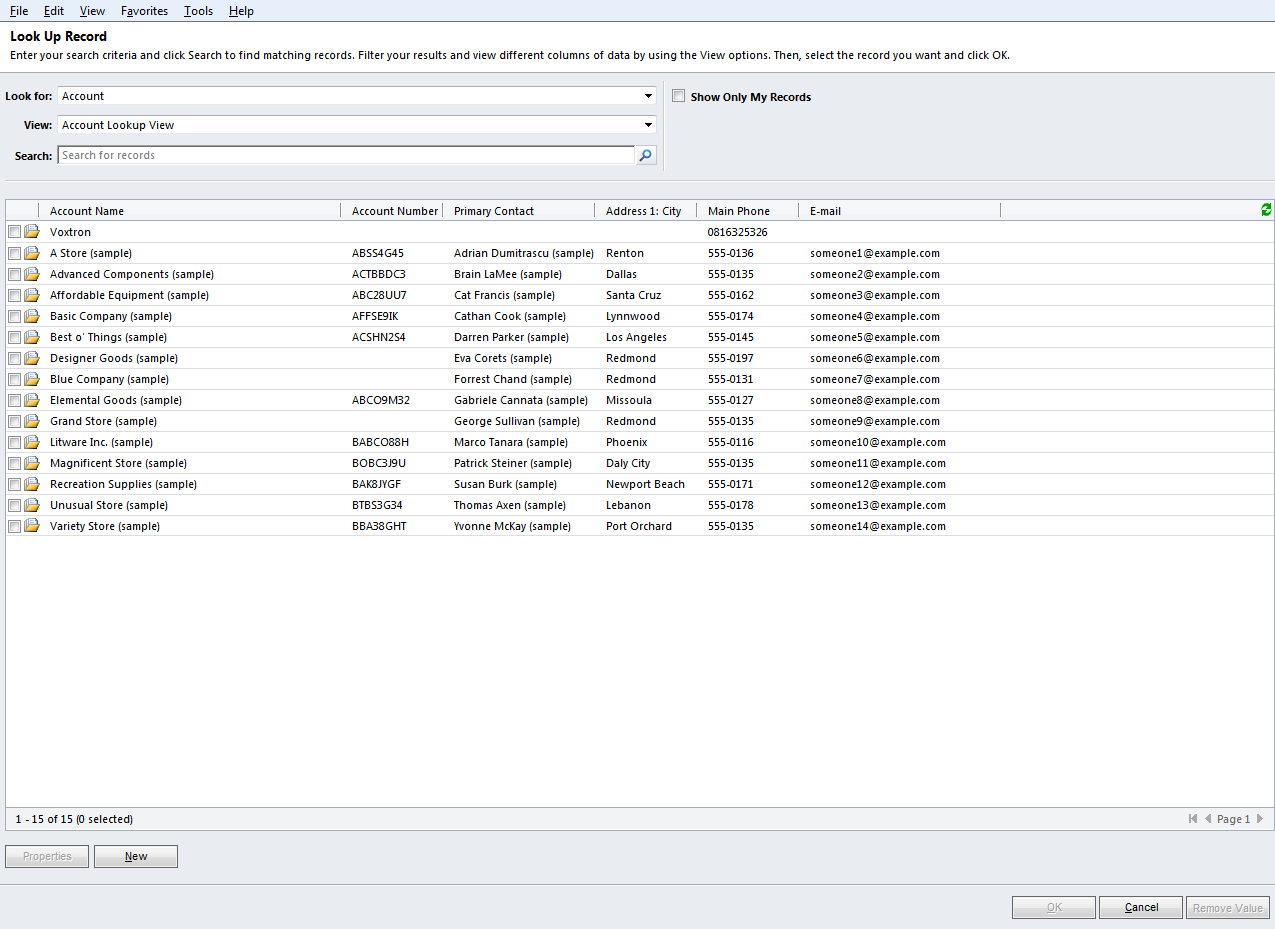 File Edit View Favorites Tools Help
Look Up Record
Enter your search criteria and click Search to find matching records. Filter your results and view different columns of data by using the View options. Then, select the record you want and click OK.
Look for: Account Show Only My Records
View: Account Lookup View
Search: Search for records
Account Name Account Number Primary Contact Address 1: City Main Phone E-mail
Voxtron 0816325326
A Store (sample) ABSS4G45 Adrian Dumitrascu (sample) Renton 555-0136 someone1@example.com
Advanced Components (sample) ACTBBDC3 Brain LaMee (sample) Dallas 555-0135 someone2@example.com
Affordable Equipment (sample) ABC28UU7 Cat Francis (sample) Santa Cruz 555-0162 someone3@example.com
Basic Company (sample) AFFSE9IK Cathan Cook (sample) Lynnwood 555-0174 someone4@example.com
Best o' Things (sample) ACSHN2S4 Darren Parker (sample) Los Angeles 555-0145 someone5@example.com
Designer Goods (sample) Eva Corets (sample) Redmond 555-0197 someone6@example.com
Blue Company (sample) Forrest Chand (sample) Redmond 555-0131 someone7@example.com
Elemental Goods (sample) ABCO9M32 Gabriele Cannata (sample) Missoula 555-0127 someone8@example.com
Grand Store (sample) George Sullivan (sample) Redmond 555-0135 someone9@example.com
Litware Inc. (sample) BABCO88H Marco Tanara (sample) Phoenix 555-0116 someone10@example.com
Magnificent Store (sample) BOBC3J9U Patrick Steiner (sample) Daly City 555-0135 someone11@example.com
Recreation Supplies (sample) BAK8JYGF Susan Burk (sample) Newport Beach 555-0171 someone12@example.com
Unusual Store (sample) BTBS3G34 Thomas Axen (sample) Lebanon 555-0178 someone13@example.com
Variety Store (sample) BBA38GHT Yvonne McKay (sample) Port Orchard 555-0135 someone14@example.com
1 - 15 of 15 (0 selected) Page 1
Properties New
OK Cancel Remove Value